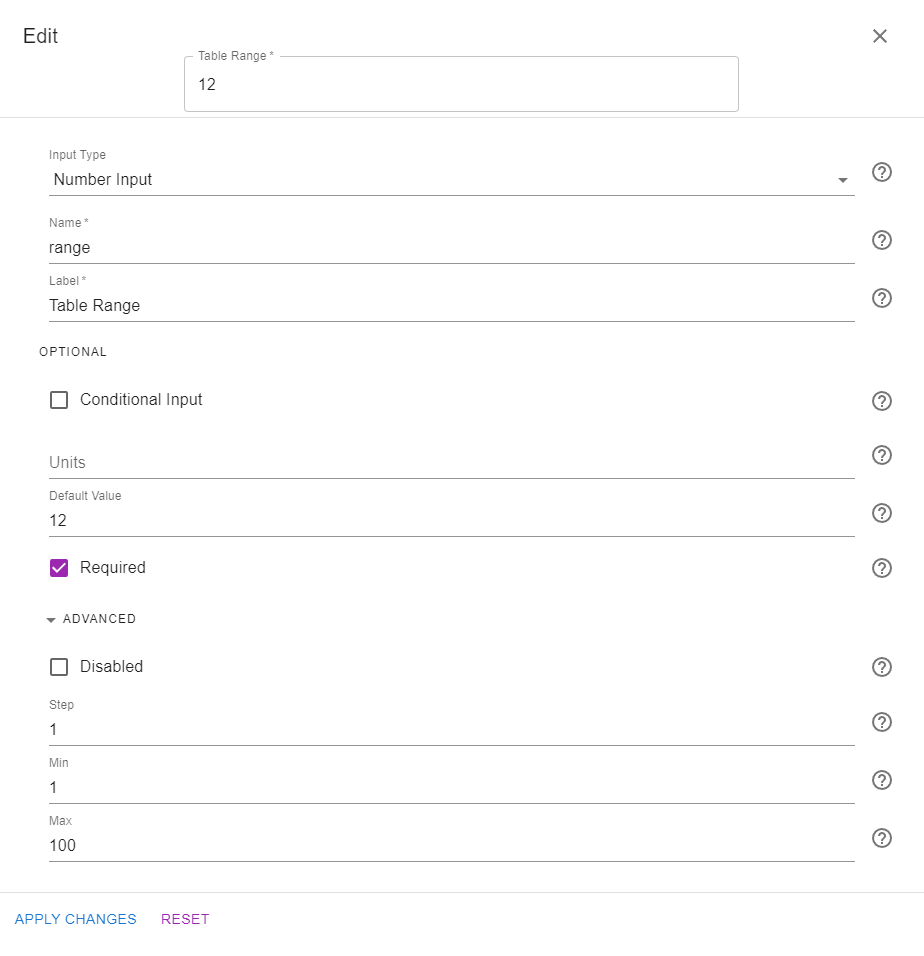 Edit
Table Range *
12
Input Type
Number Input
Name *
range
Label *
Table Range
OPTIONAL
Conditional Input
Units
Default Value
12
Required
ADVANCED
Disabled
Step
1
Min
1
Max
100
APPLY CHANGES RESET